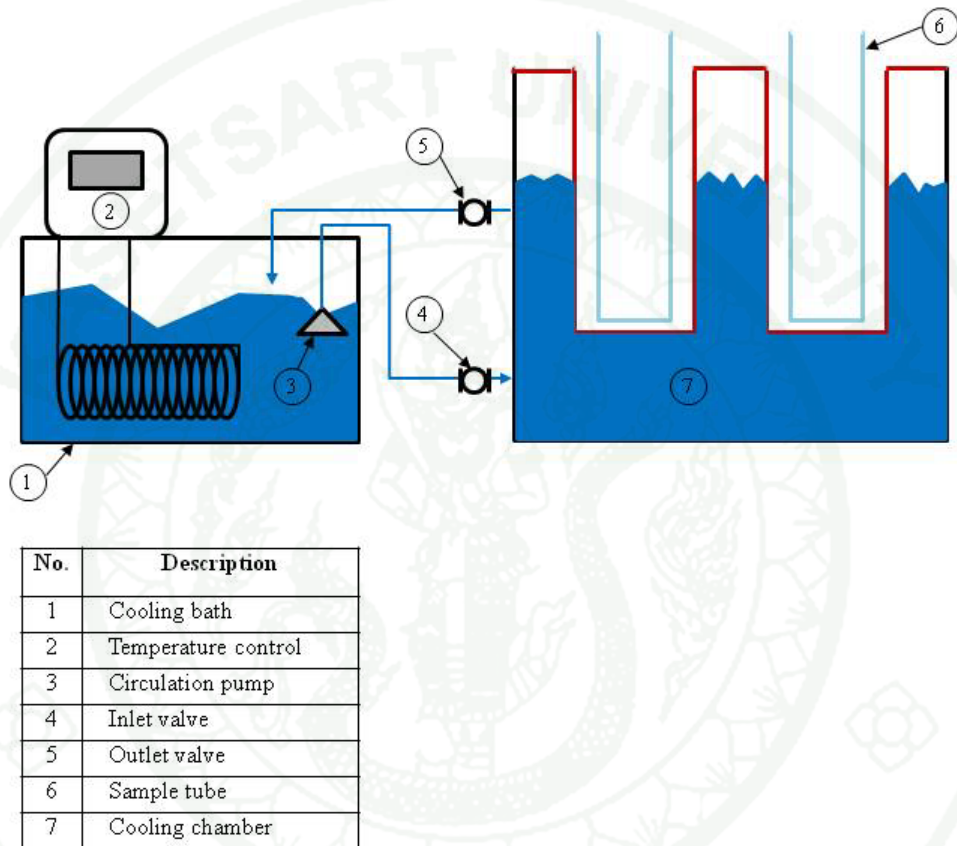 6
5
2
4
3
7
1
No. Description
1 Cooling bath
2 Temperature control
3 Circulation pump
4 Inlet valve
5 Outlet valve
6 Sample tube
7 Cooling chamber